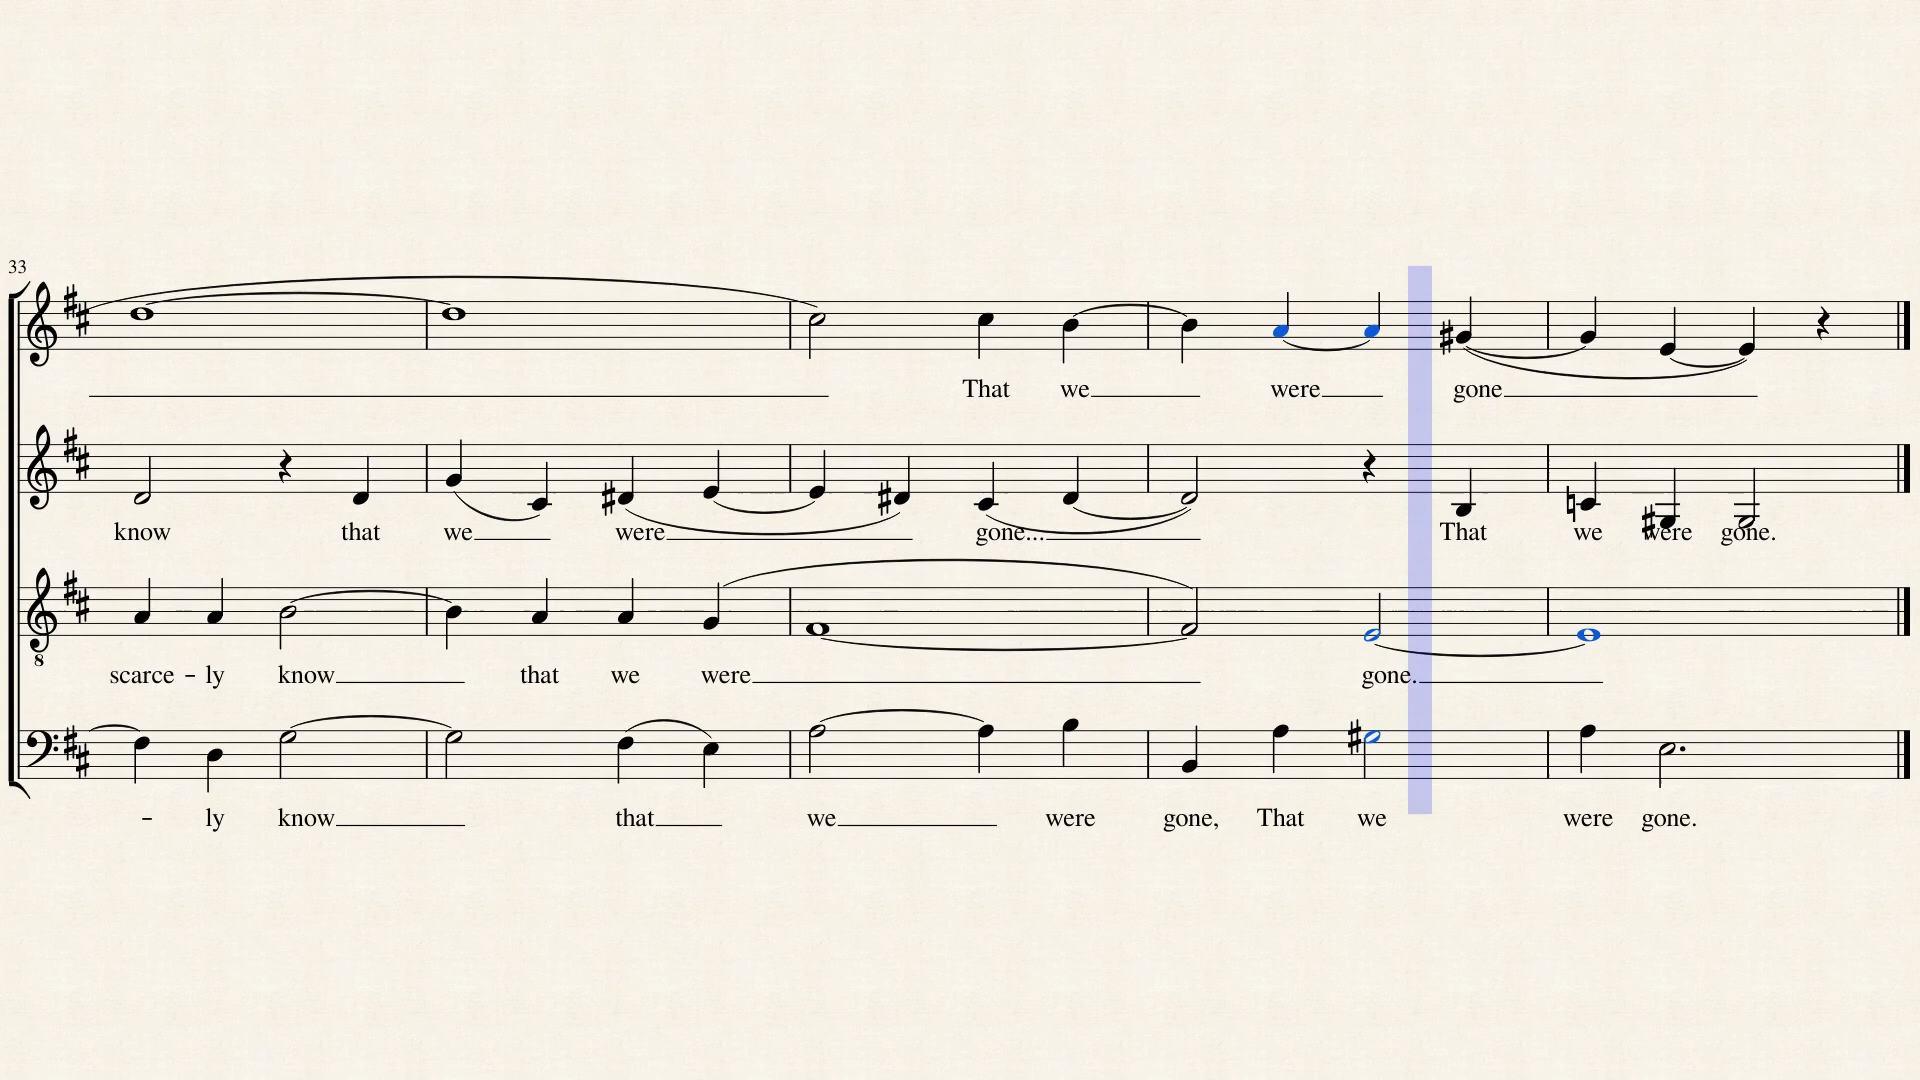 33
That we were gone
know that we were gone... That we were gone.
8
scarce - ly know that we were gone.
- ly know that we were gone, That we were gone.